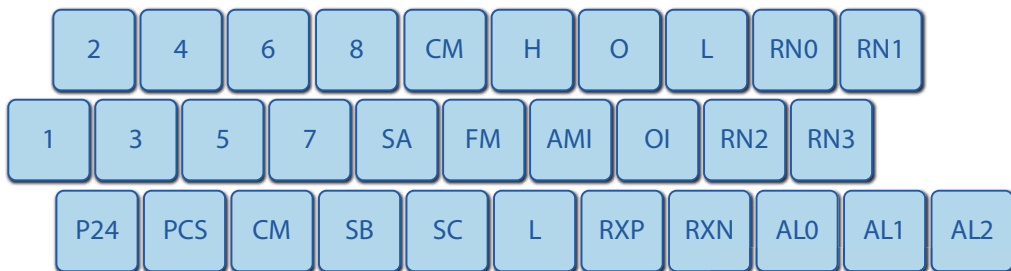 2 4 6 8 CM H O L RN0 RN1
1 3 5 7 SA FM AMI OI RN2 RN3
P24 PCS CM SB SC L RXP RXN AL0 AL1 AL2